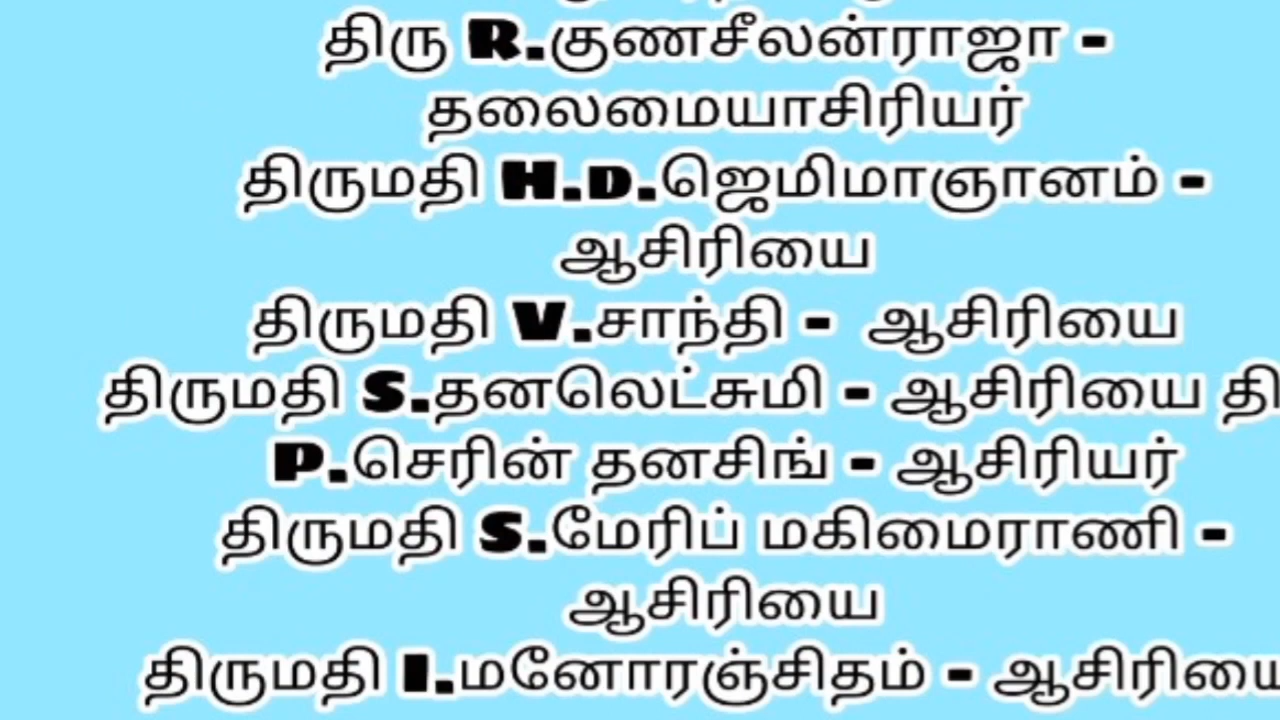 திரு R.குணசீலன்ராஜா -
தலைமையாசிரியர்
திருமதி H.D.ஜெமிமாஞானம் -
ஆசிரியை
திருமதி V.சாந்தி - ஆசிரியை
திருமதி S.தனலெட்சுமி - ஆசிரியை தி
P.செரின் தனசிங் - ஆசிரியர்
திருமதி S.மேரிப் மகிமைராணி -
ஆசிரியை
திருமதி I.மனோரஞ்சிதம் - ஆசிரியை